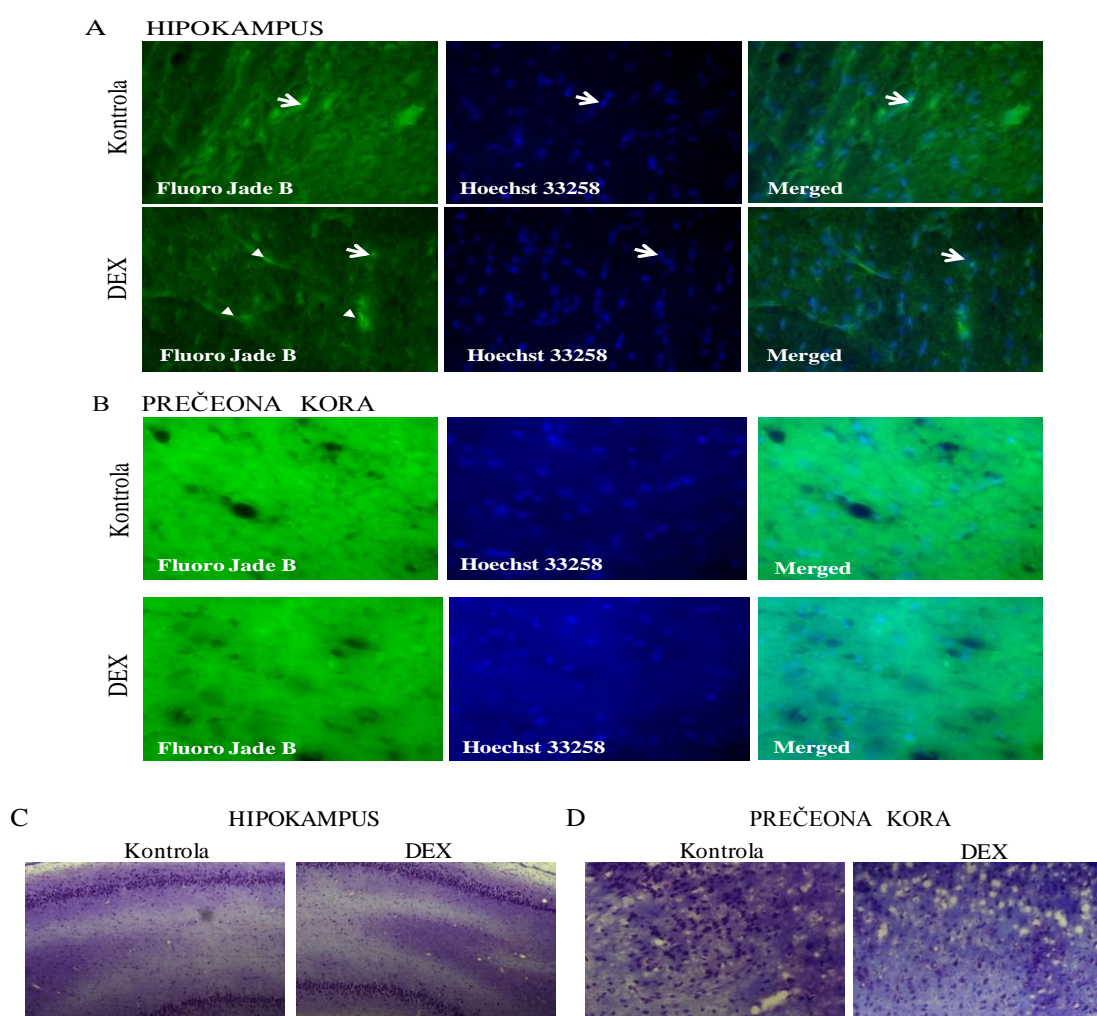 A HIPOKAMPUS
Kontrola
Fluoro Jade B Hoechst 33258 Merged
DEX
Fluoro Jade B Hoechst 33258 Merged
B PREČEONA KORA
Kontrola
Fluoro Jade B Hoechst 33258 Merged
DEX
Fluoro Jade B Hoechst 33258 Merged
C HIPOKAMPUS D PREČEONA KORA
Kontrola DEX Kontrola DEX